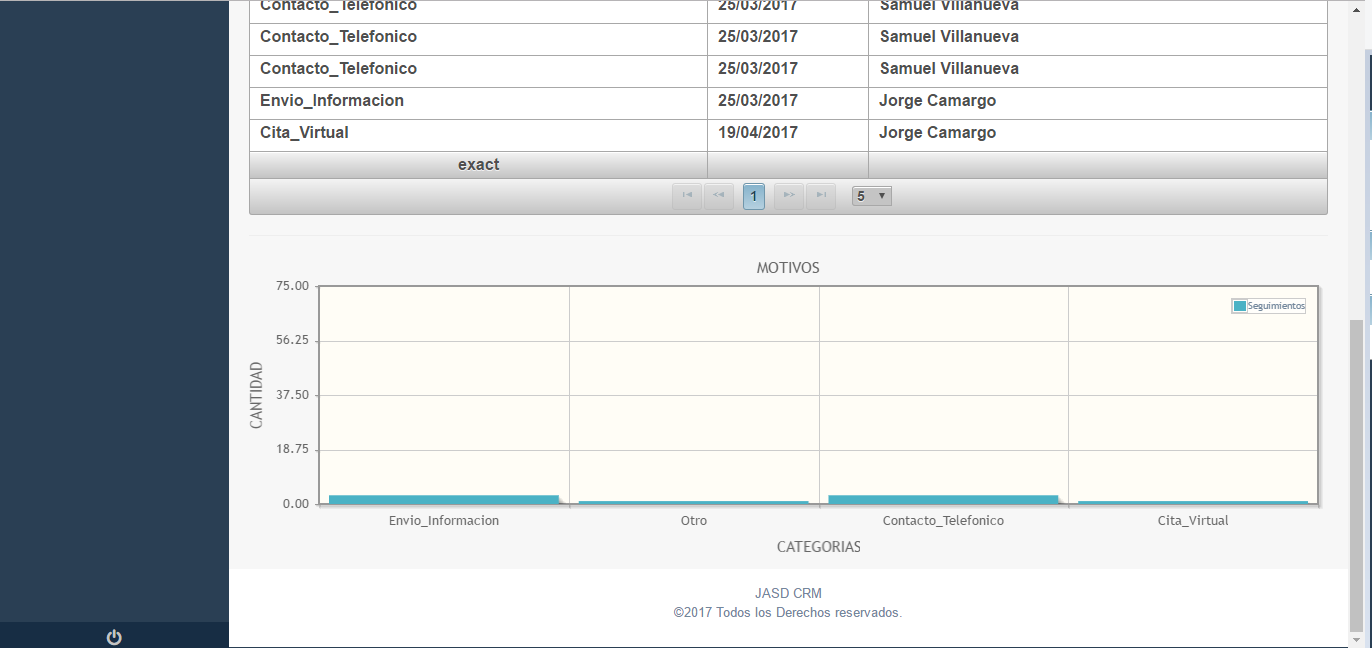 Contacto_Telefonico 25/03/2017 Samuel Villanueva
Contacto_Telefonico 25/03/2017 Samuel Villanueva
Contacto_Telefonico 25/03/2017 Samuel Villanueva
Envio_Informacion 25/03/2017 Jorge Camargo
Cita_Virtual 19/04/2017 Jorge Camargo
exact
1 5
MOTIVOS
75.00
Seguimientos
56.25
CANTIDAD
37.50
18.75
0.00
Envio_Informacion Otro Contacto_Telefonico Cita_Virtual
CATEGORIAS
JASD CRM
©2017 Todos los Derechos reservados.